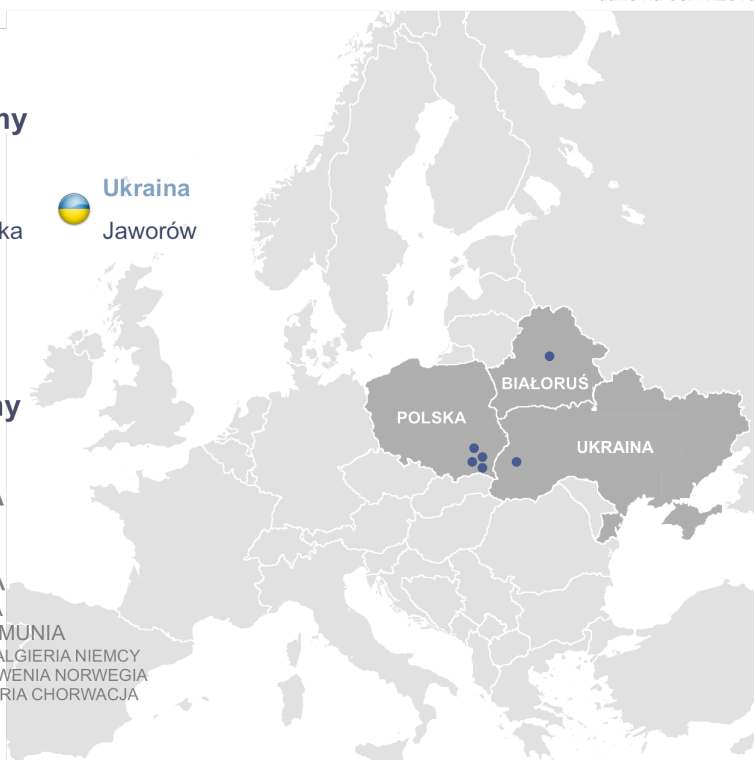 ny
Ukraina
ka
Jaworów
BIAŁORUŚ
ny
POLSKA
UKRAINA
A
A
A
MUNIA
ALGIERIA NIEMCY
WENIA NORWEGIA
RIA CHORWACJA